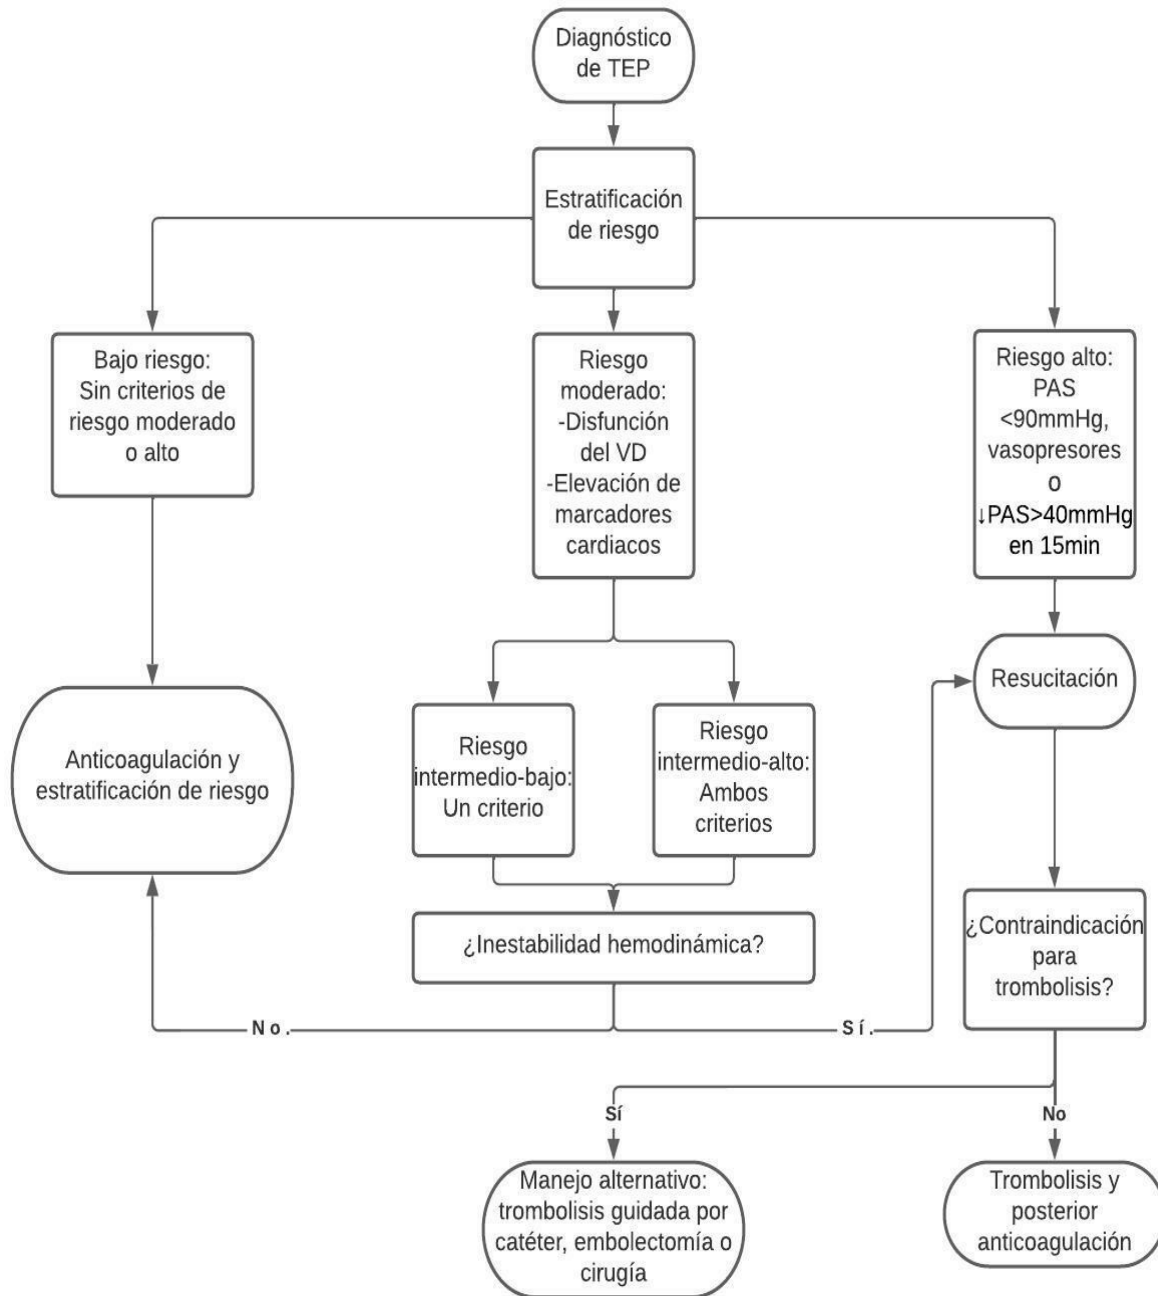 Diagnóstico
de TEP
Estratificación
de riesgo
Bajo riesgo:
Sin criterios de
riesgo moderado
o alto
Riesgo
moderado:
-Disfunción
del VD
-Elevación de
marcadores
cardiacos
Riesgo alto:
PAS
<90mmHg,
vasopresores
o
↓PAS>40mmHg
en 15min
Resucitación
Anticoagulación y
estratificación de riesgo
Riesgo
intermedio-bajo:
Un criterio
Riesgo
intermedio-alto:
Ambos
criterios
¿Inestabilidad hemodinámica?
¿Contraindicación
para
trombolisis?
No.
Sí.
Sí
No
Manejo alternativo:
trombolisis guidada por
catéter, embolectomía o
cirugía
Trombolisis y
posterior
anticoagulación